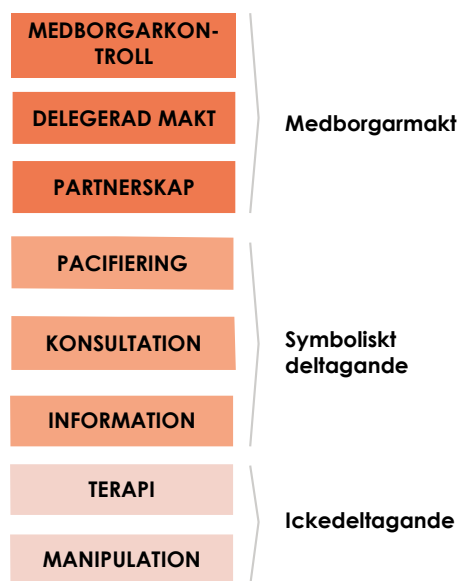 MEDBORGARKON-
TROLL
DELEGERAD MAKT
PARTNERSKAP
Medborgarmakt
PACIFIERING
KONSULTATION
INFORMATION
Symboliskt
deltagande
TERAPI
MANIPULATION
Ickedeltagande